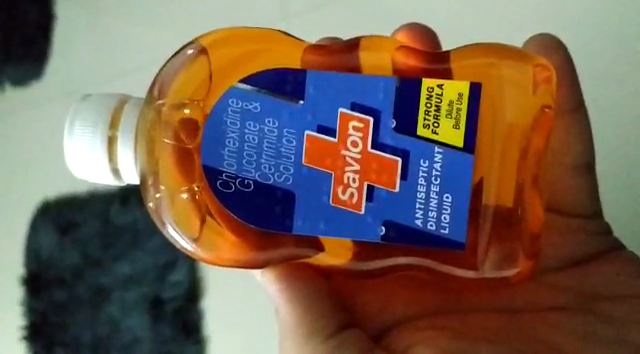 Chlorhexidine
Gluconate &
Cetrimide
Solution
Savlon
STRONG
FORMULA
Dilute
Before Use
ANTISEPTIC
DISINFECTANT
LIQUID